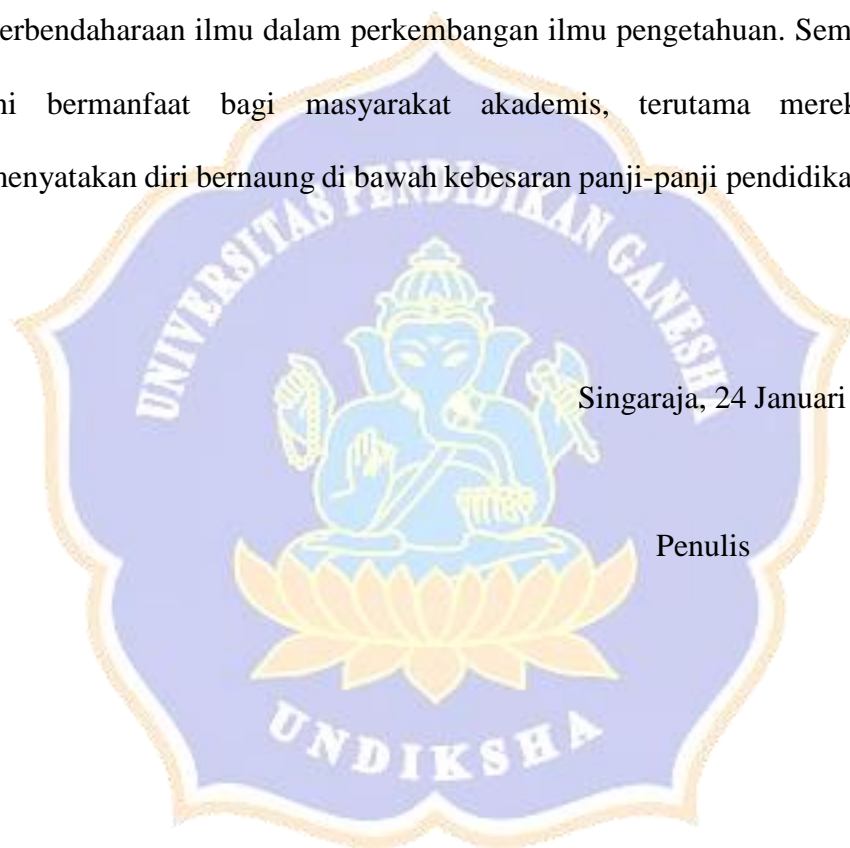 erbendaharaan ilmu dalam perkembangan ilmu pengetahuan. Sem
ni bermanfaat bagi masyarakat akademis, terutama merek
menyatakan diri bernaung di bawah kebesaran panji-panji pendidika
UNIVERSITAS PENDIDIKAN GANESHA
Singaraja, 24 Januari
Penulis
UNDIKSHA